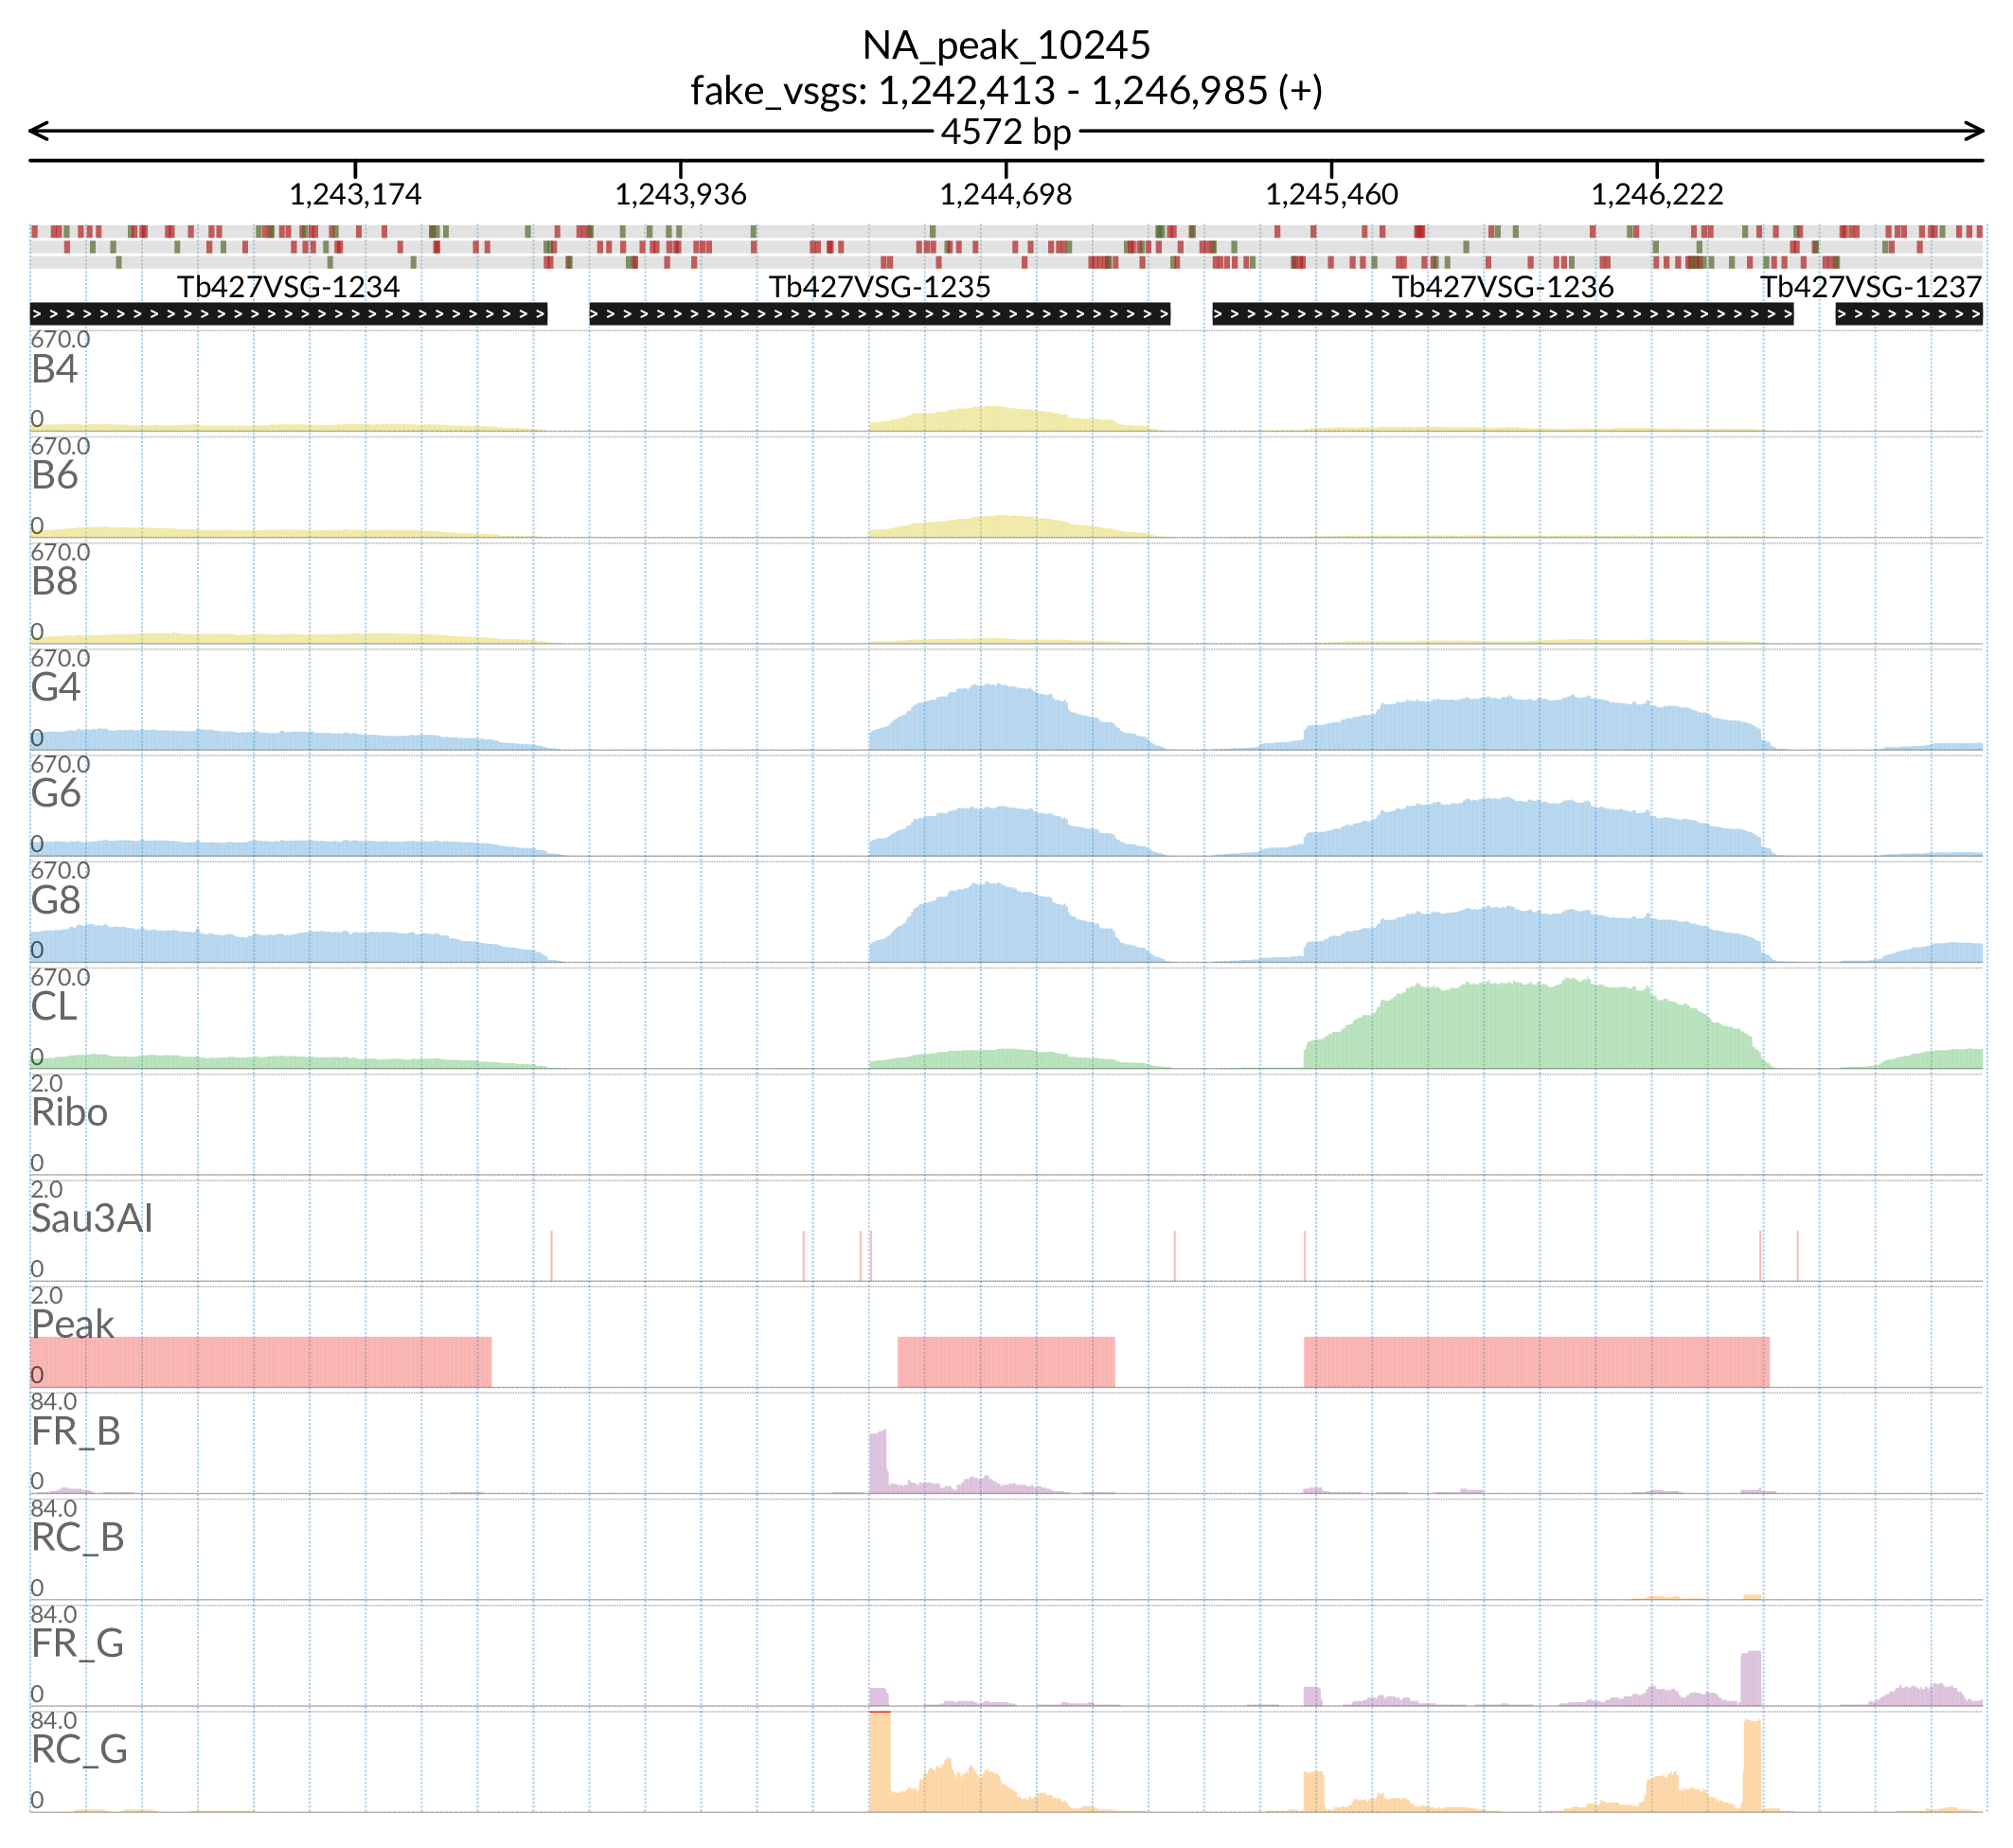 NA_peak_10245
fake_vsgs: 1,242,413 - 1,246,985 (+)
4572 bp
1,243,174 1,243,936 1,244,698 1,245,460 1,246,222
Tb427VSG-1234 Tb427VSG-1235 Tb427VSG-1236 Tb427VSG-1237
670.0
B4
0
670.0
B6
0
670.0
B8
0
670.0
G4
0
670.0
G6
0
670.0
G8
0
670.0
CL
0
2.0
Ribo
0
2.0
Sau3AI
0
2.0
Peak
0
84.0
FR_B
0
84.0
RC_B
0
84.0
FR_G
0
84.0
RC_G
0